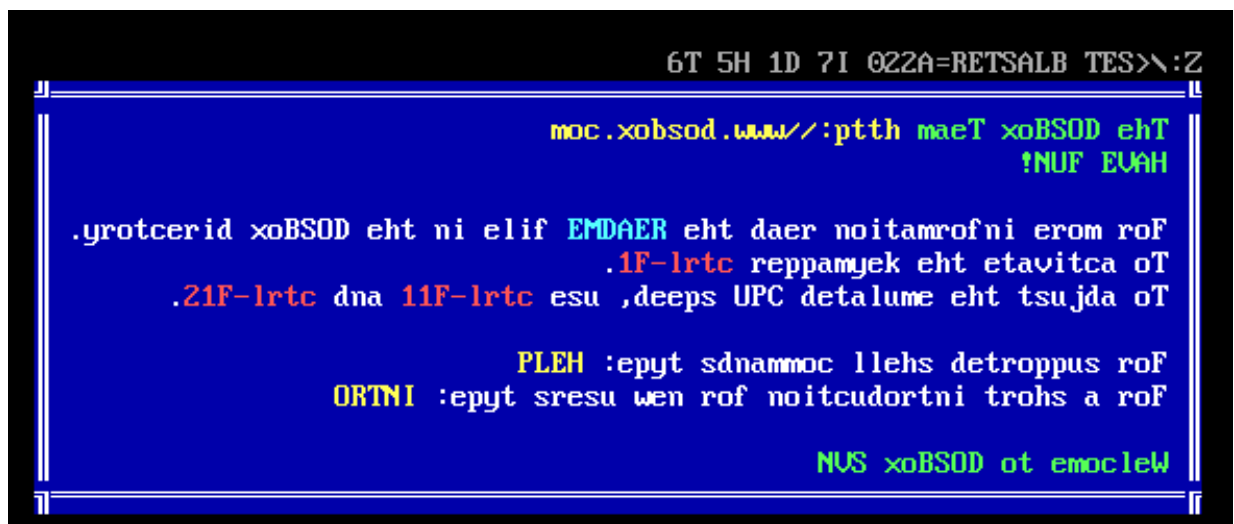 6T 5H 1D 7I 022A=RETSALB TES>\:Z
moc.xobsod.www//:ptth maeT xoBSOD ehT
!NUF EVAH
.yrotcerid xoBSOD eht ni elif EMDAER eht daer noitamrofni erom roF
.1F-lrtc reppamyek eht etavitca oT
.21F-lrtc dna 11F-lrtc esu ,deeps UPC detalume eht tsujda oT
PLEH :epyt sdnammoc llehs detroppus roF
ORTNI :epyt sresu wen rof noitcudortni trohs a roF
NVS xoBSOD ot emocleW